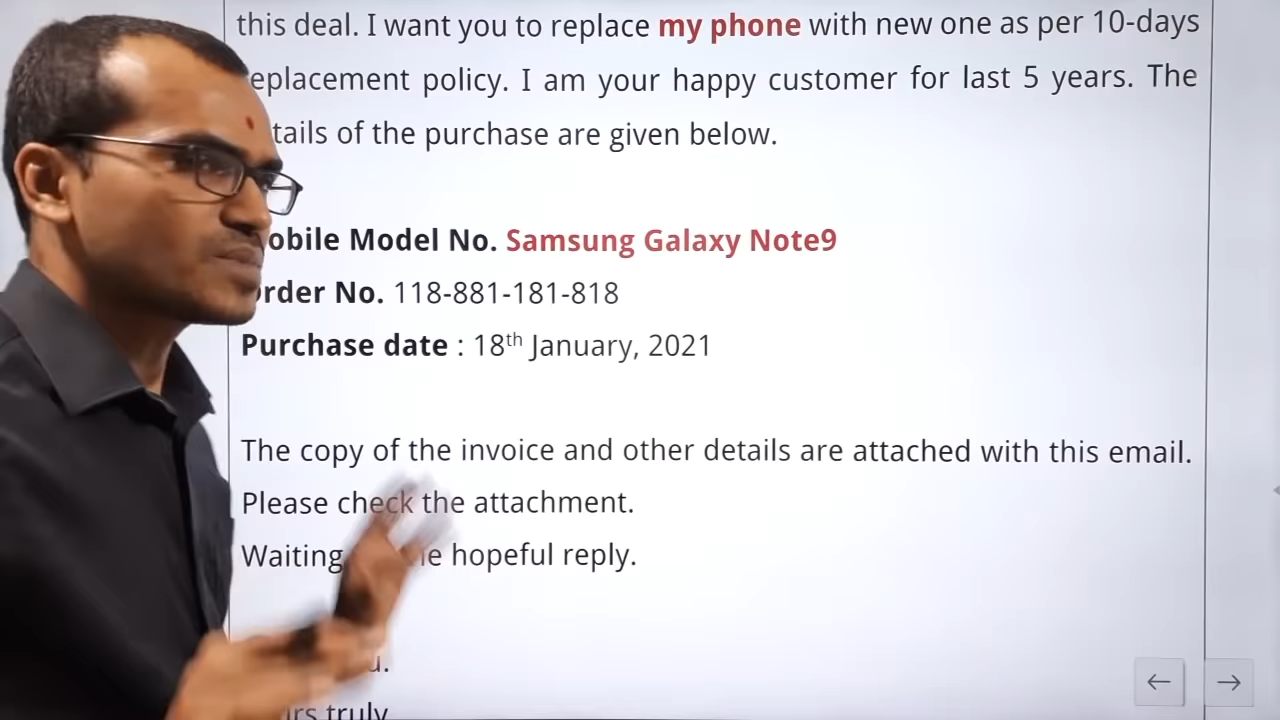 this deal. I want you to replace my phone with new one as per 10-days
eplacement policy. I am your happy customer for last 5 years. The
tails of the purchase are given below.
obile Model No. Samsung Galaxy Note9
rder No. 118-881-181-818
Purchase date : 18th January, 2021
The copy of the invoice and other details are attached with this email.
Please check the attachment.
Waiting hopeful reply.
u.
rs truly